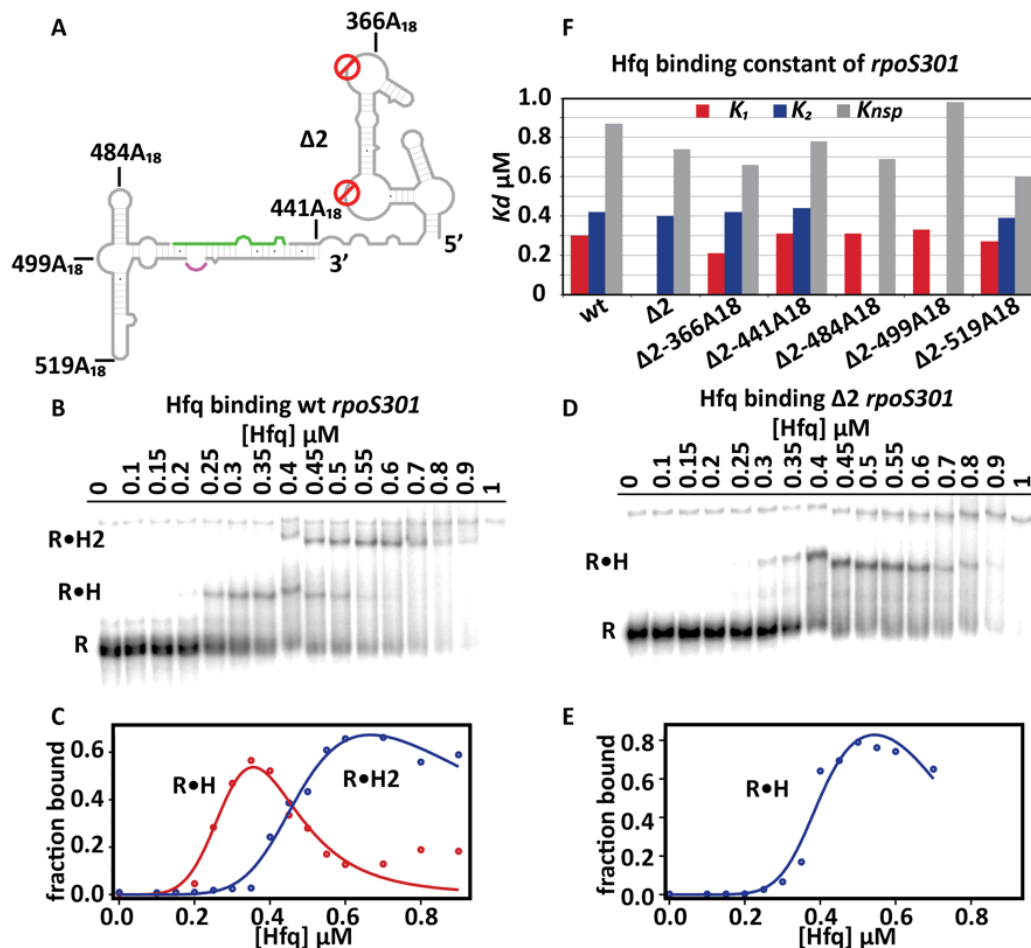 A
366A18
484A18
Δ2
441A18
499A18
3'
5'
519A18
F
Hfq binding constant of rpoS301
K1 K2 Knsp
Kd μM
1.0
0.8
0.6
0.4
0.2
0
wt
Δ2
Δ2-366A18
Δ2-441A18
Δ2-484A18
Δ2-499A18
Δ2-519A18
B
Hfq binding wt rpoS301
[Hfq] μM
0 0.1 0.15 0.2 0.25 0.3 0.35 0.4 0.45 0.5 0.55 0.6 0.7 0.8 0.9 1
R•H2
R•H
R
D
Hfq binding Δ2 rpoS301
[Hfq] μM
0 0.1 0.15 0.2 0.25 0.3 0.35 0.4 0.45 0.5 0.55 0.6 0.7 0.8 0.9 1
R•H
R
C
fraction bound
0.6
0.4
0.2
0.0
R•H
R•H2
0.0 0.2 0.4 0.6 0.8
[Hfq] μM
E
fraction bound
0.8
0.6
0.4
0.2
0.0
R•H
0.0 0.2 0.4 0.6 0.8
[Hfq] μM